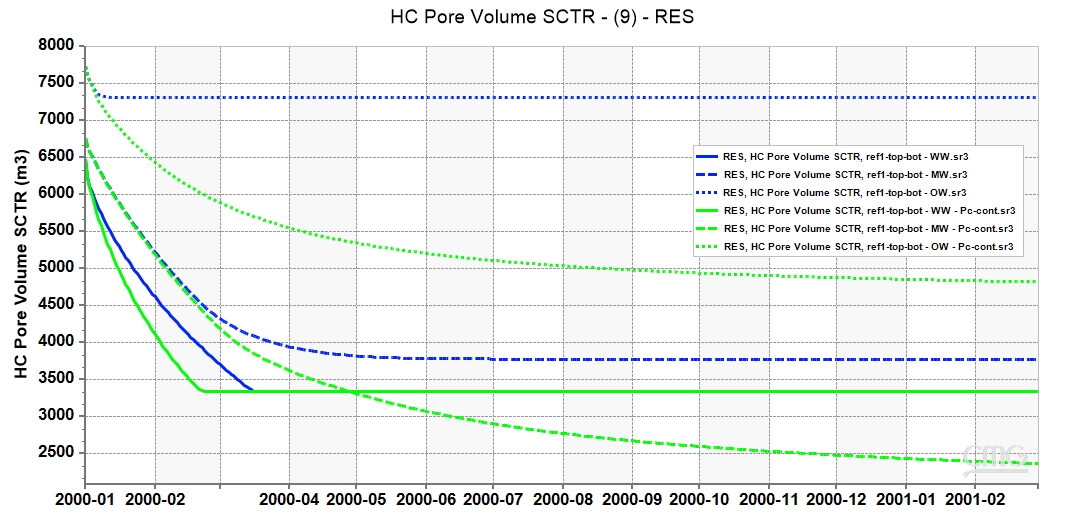 HC Pore Volume SCTR - (9) - RES
HC Pore Volume SCTR (m3)
8000
7500
7000
6500
6000
5500
5000
4500
4000
3500
3000
2500
RES, HC Pore Volume SCTR, ref1-top-bot - WW.sr3
RES, HC Pore Volume SCTR, ref1-top-bot - MW.sr3
RES, HC Pore Volume SCTR, ref1-top-bot - OW.sr3
RES, HC Pore Volume SCTR, ref1-top-bot - WW - Pc-cont.sr3
RES, HC Pore Volume SCTR, ref1-top-bot - MW - Pc-cont.sr3
RES, HC Pore Volume SCTR, ref1-top-bot - OW - Pc-cont.sr3
CMG
2000-01 2000-02 2000-04 2000-05 2000-06 2000-07 2000-08 2000-09 2000-10 2000-11 2000-12 2001-01 2001-02